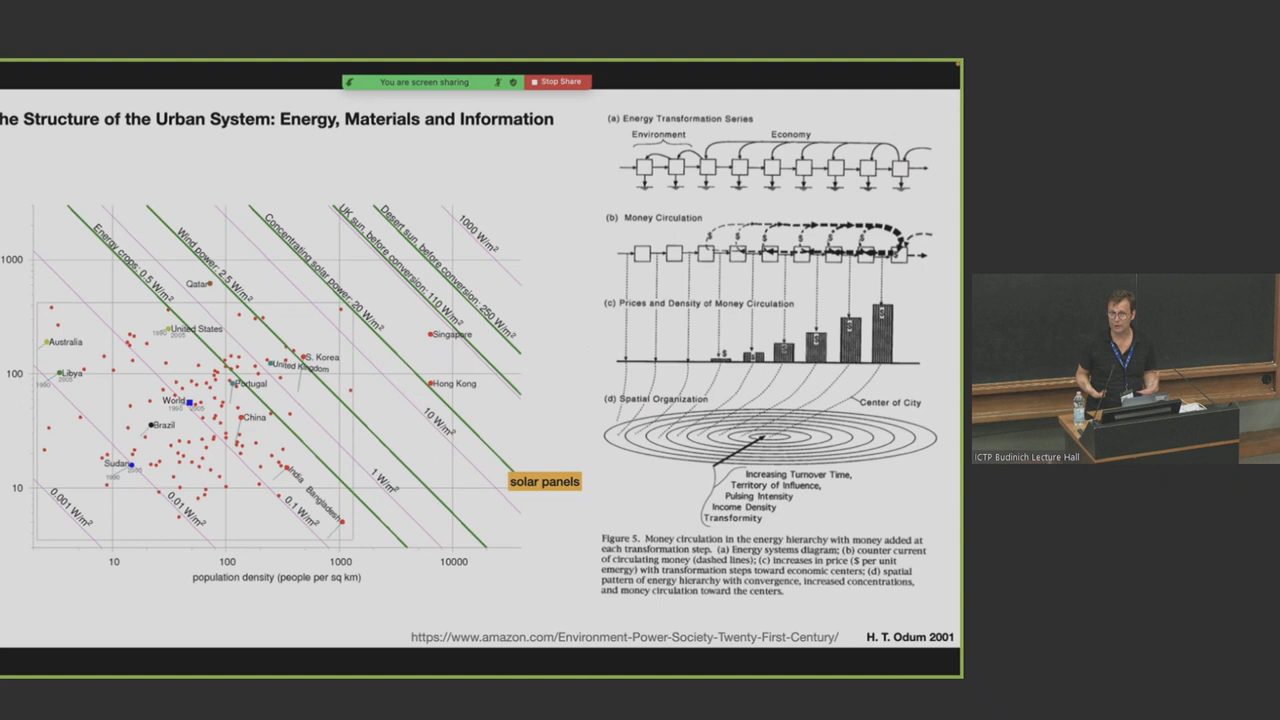 You are screen sharing
Stop Share
he Structure of the Urban System: Energy, Materials and Information
1000
100
10
10
100
1000
10000
population density (people per sq km)
Energy crops: 0.5 W/m²
Wind power: 2.5 W/m²
Concentrating solar power: 20 W/m²
UK sun, before conversion: 110 W/m²
Desert sun, before conversion: 250 W/m²
1000 W/m²
Qatar
United States
1990
2005
Australia
Libya
1990
2005
S. Korea
United Kingdom
Portugal
World
1990
2005
China
Brazil
Sudan
2005
1990
India
Bangladesh
Singapore
Hong Kong
10 W/m²
1 W/m²
0.1 W/m²
0.01 W/m²
0.001 W/m²
solar panels
(a) Energy Transformation Series
Environment
Economy
(b) Money Circulation
$ $ $ $ $ $
(c) Prices and Density of Money Circulation
$ $ $ $ $ $
(d) Spatial Organization
Center of City
Increasing Turnover Time,
Territory of Influence,
Pulsing Intensity
Income Density
Transformity
Figure 5. Money circulation in the energy hierarchy with money added at
each transformation step. (a) Energy systems diagram; (b) counter current
of circulating money (dashed lines); (c) increases in price ($ per unit
emergy) with transformation steps toward economic centers; (d) spatial
pattern of energy hierarchy with convergence, increased concentrations,
and money circulation toward the centers.
https://www.amazon.com/Environment-Power-Society-Twenty-First-Century/
H. T. Odum 2001
ICTP Budinich Lecture Hall